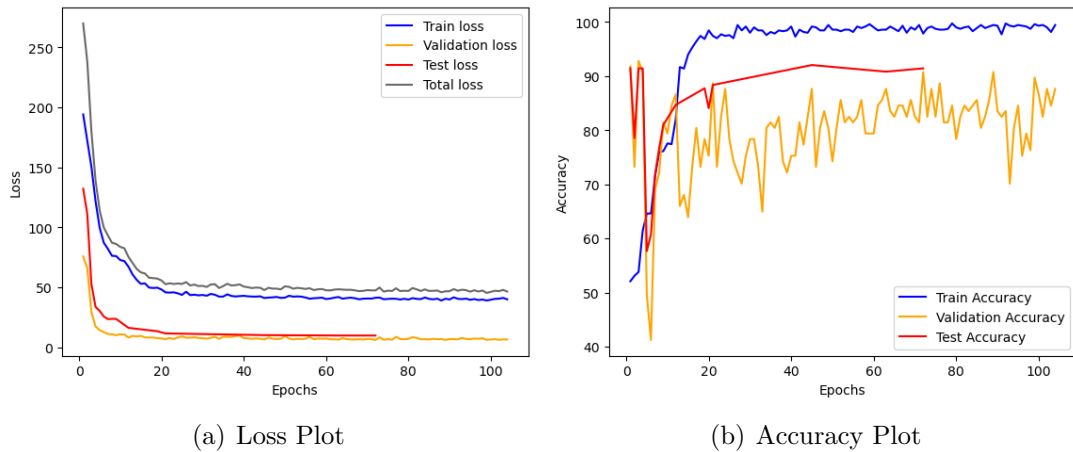 Train loss
Validation loss
Test loss
Total loss
250
200
150
100
50
0
Loss
0
20
40
60
80
100
Epochs
(a) Loss Plot
100
90
80
70
60
50
40
Accuracy
Train Accuracy
Validation Accuracy
Test Accuracy
0
20
40
60
80
100
Epochs
(b) Accuracy Plot